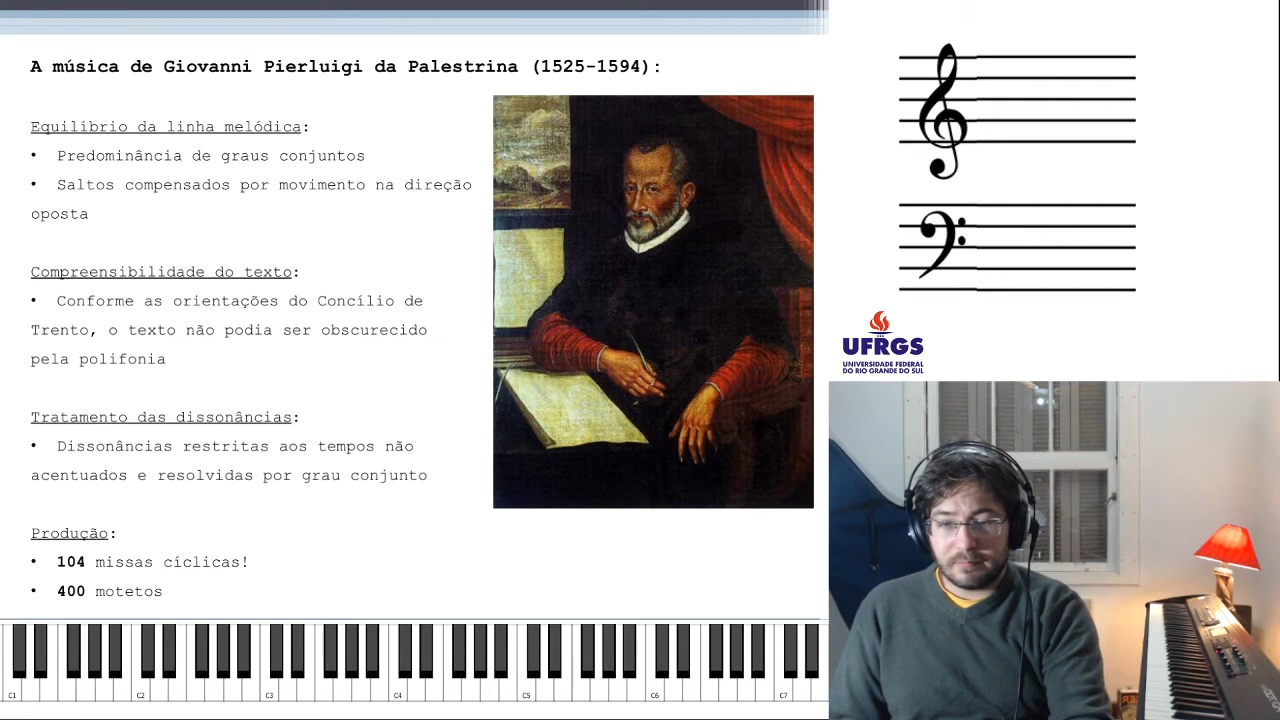 A música de Giovanni Pierluigi da Palestrina (1525-1594):
Equilíbrio da linha melódica:
• Predominância de graus conjuntos
• Saltos compensados por movimento na direção
oposta
Compreensibilidade do texto:
• Conforme as orientações do Concílio de
Trento, o texto não podia ser obscurecido
pela polifonia
Tratamento das dissonâncias:
• Dissonâncias restritas aos tempos não
acentuados e resolvidas por grau conjunto
Produção:
• 104 missas cíclicas!
• 400 motetos
C1 C2 C3 C4 C5 C6 C7
UFRGS
UNIVERSIDADE FEDERAL
DO RIO GRANDE DO SUL